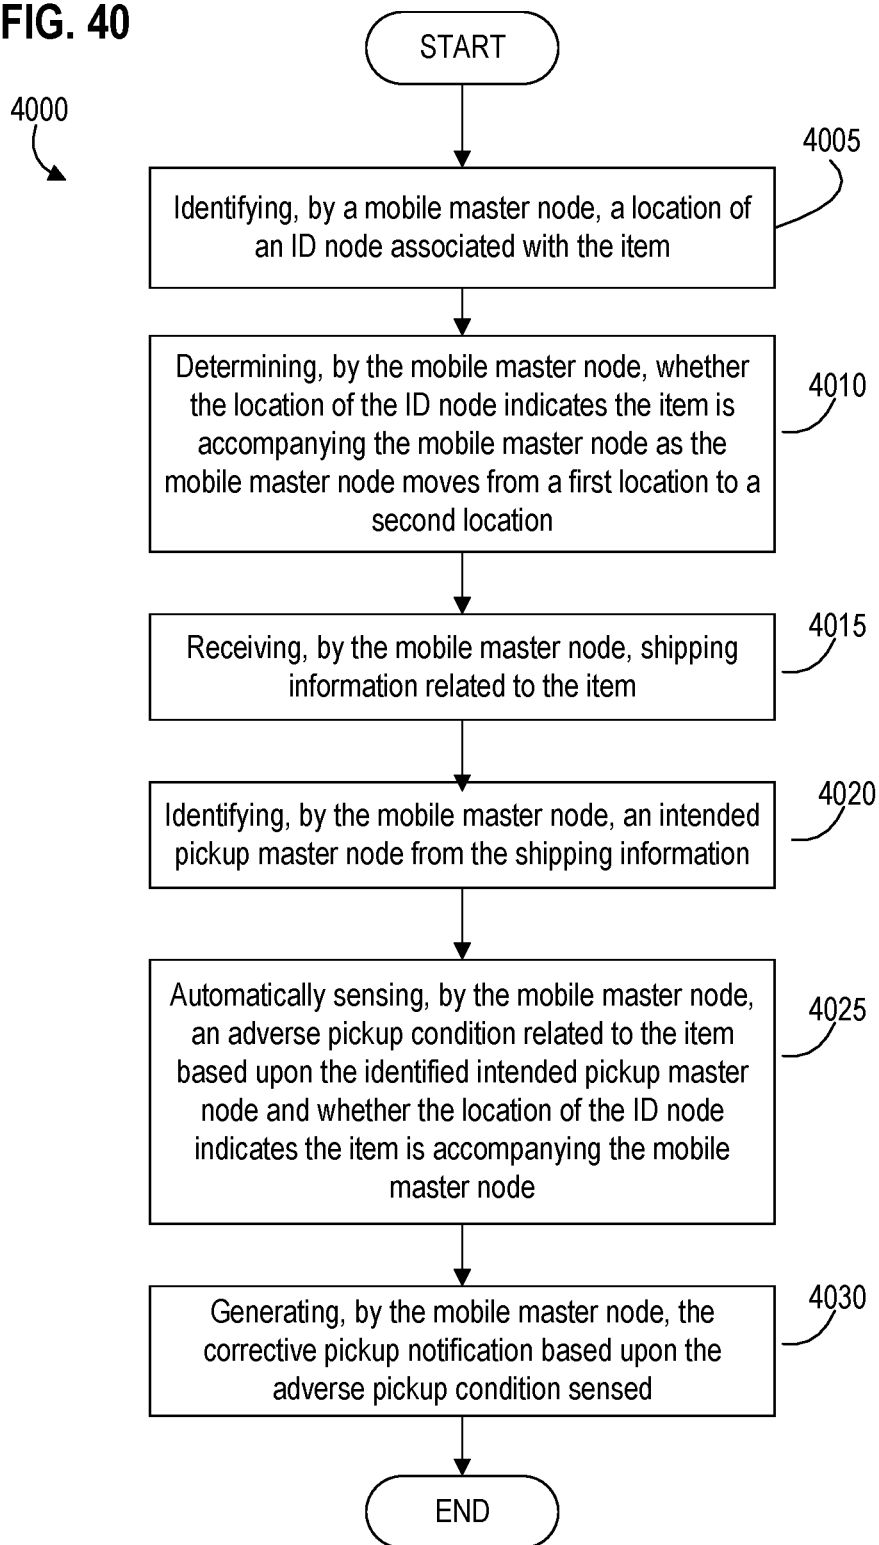 FIG. 40
START
4000
4005
Identifying, by a mobile master node, a location of
an ID node associated with the item
4010
Determining, by the mobile master node, whether
the location of the ID node indicates the item is
accompanying the mobile master node as the
mobile master node moves from a first location to a
second location
4015
Receiving, by the mobile master node, shipping
information related to the item
4020
Identifying, by the mobile master node, an intended
pickup master node from the shipping information
4025
Automatically sensing, by the mobile master node,
an adverse pickup condition related to the item
based upon the identified intended pickup master
node and whether the location of the ID node
indicates the item is accompanying the mobile
master node
4030
Generating, by the mobile master node, the
corrective pickup notification based upon the
adverse pickup condition sensed
END